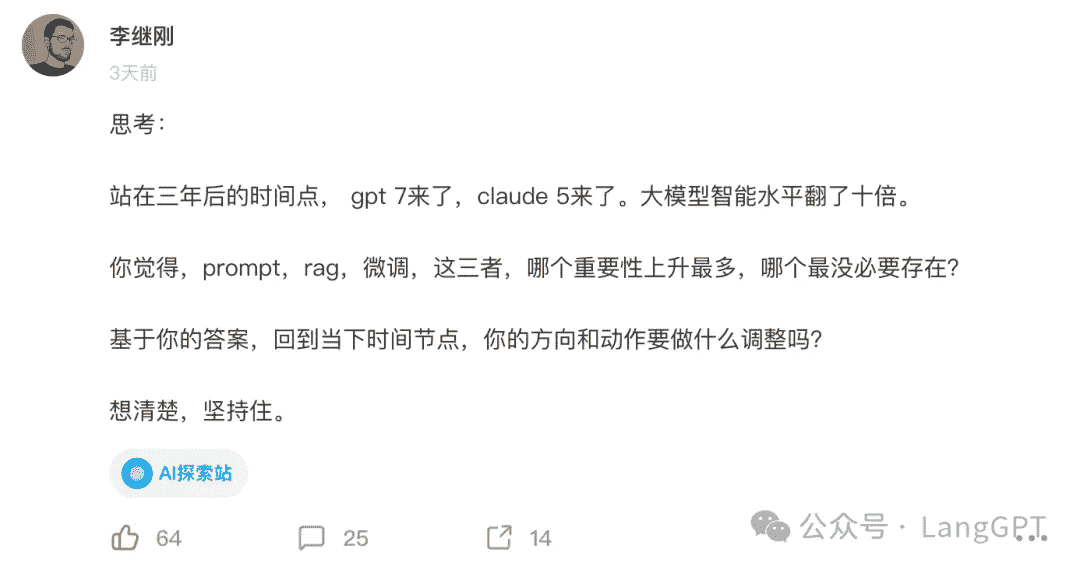 李继刚
3天前
思考：
站在三年后的时间点， gpt 7来了，claude 5来了。大模型智能水平翻了十倍。
你觉得，prompt，rag，微调，这三者，哪个重要性上升最多，哪个最没必要存在？
基于你的答案，回到当下时间节点，你的方向和动作要做什么调整吗？
想清楚，坚持住。
AI探索站
64 25 14
公众号 · LangGPT